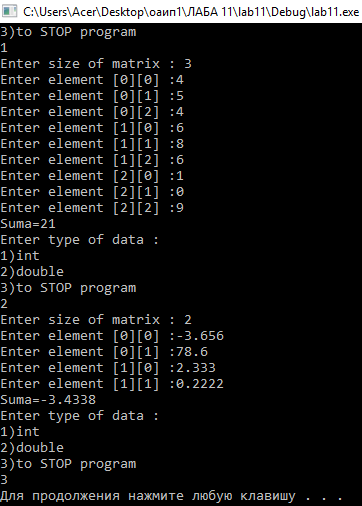 C:\Users\Acer\Desktop\оаип1\ЛАБА 11\lab11\Debug\lab11.exe
3)to STOP program
1
Enter size of matrix : 3
Enter element [0][0] :4
Enter element [0][1] :5
Enter element [0][2] :4
Enter element [1][0] :6
Enter element [1][1] :8
Enter element [1][2] :6
Enter element [2][0] :1
Enter element [2][1] :0
Enter element [2][2] :9
Suma=21
Enter type of data :
1)int
2)double
3)to STOP program
2
Enter size of matrix : 2
Enter element [0][0] :-3.656
Enter element [0][1] :78.6
Enter element [1][0] :2.333
Enter element [1][1] :0.2222
Suma=-3.4338
Enter type of data :
1)int
2)double
3)to STOP program
3
Для продолжения нажмите любую клавишу . . .